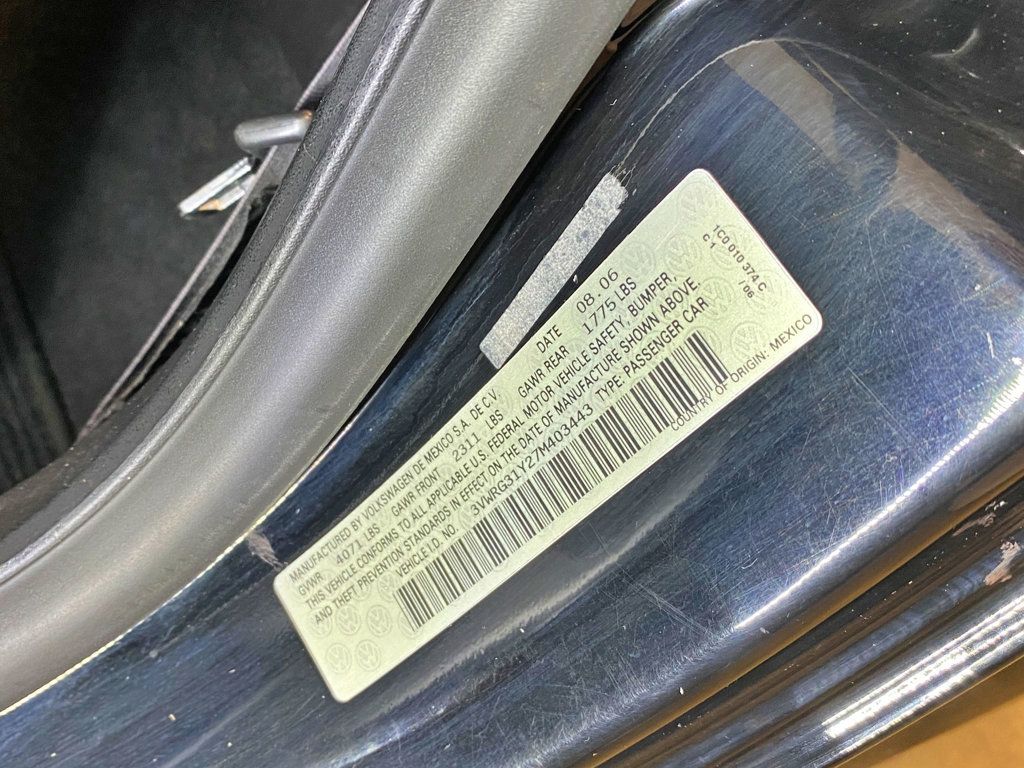 MANUFACTURED BY VOLKSWAGEN DE MEXICO S.A. DE C.V. DATE 08.06
GVWR 4071 LBS GAWR FRONT 2311 LBS GAWR REAR 1775 LBS
THIS VEHICLE CONFORMS TO ALL APPLICABLE U.S. FEDERAL MOTOR VEHICLE SAFETY, BUMPER,
AND THEFT PREVENTION STANDARDS IN EFFECT ON THE DATE OF MANUFACTURE SHOWN ABOVE.
VEHICLE I.D. NO. 3VWRG31Y27M403443 TYPE: PASSENGER CAR
COUNTRY OF ORIGIN: MEXICO
1C0 010 374 C
C 1 7/06